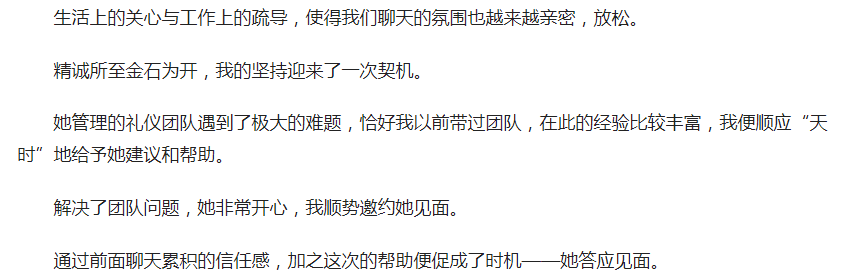 生活上的关心与工作上的疏导，使得我们聊天的氛围也越来越亲密，放松。
精诚所至金石为开，我的坚持迎来了一次契机。
她管理的礼仪团队遇到了极大的难题，恰好我以前带过团队，在此的经验比较丰富，我便顺应“天
时”地给予她建议和帮助。
解决了团队问题，她非常开心，我顺势邀约她见面。
通过前面聊天累积的信任感，加之这次的帮助便促成了时机——她答应见面。